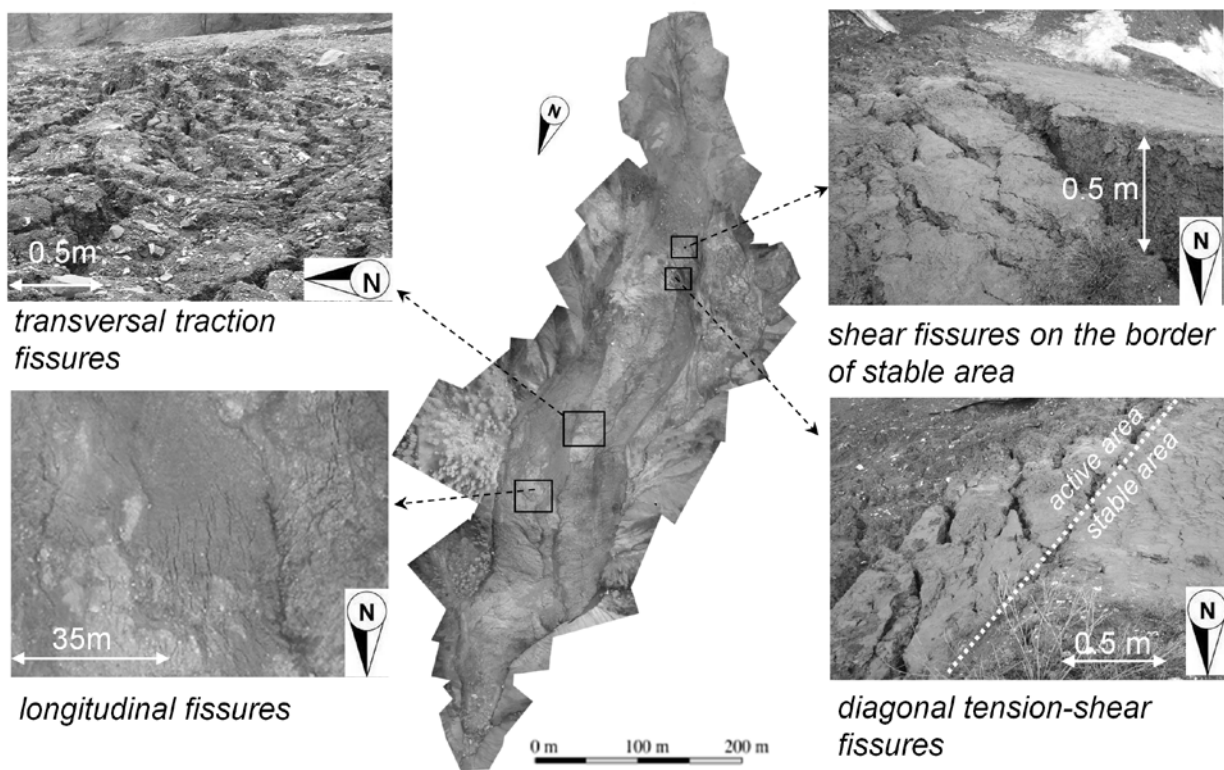 N
0.5m
N
transversal traction
fissures
35m
N
longitudinal fissures
0.5 m
N
shear fissures on the border
of stable area
active area
stable area
0.5 m
N
diagonal tension-shear
fissures
0 m 100 m 200 m